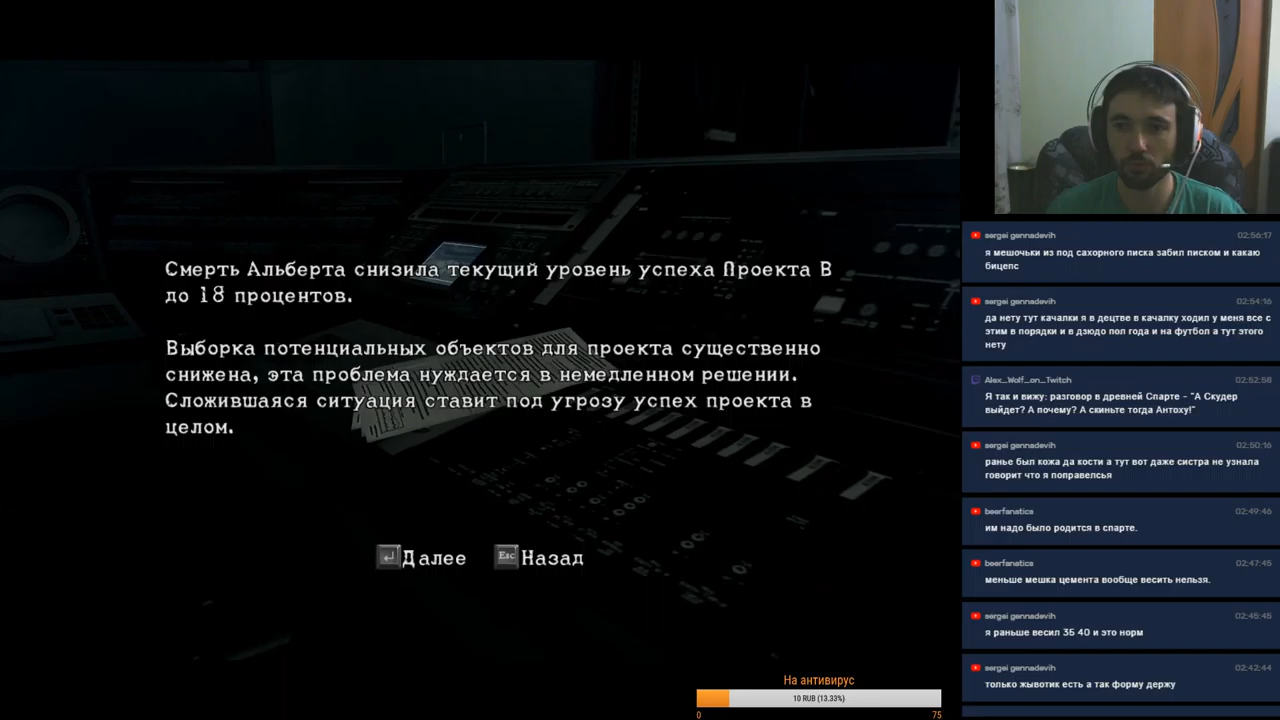 Смерть Альберта снизила текущий уровень успеха Проекта В
до 18 процентов.
Выборка потенциальных объектов для проекта существенно
снижена, эта проблема нуждается в немедленном решении.
Сложившаяся ситуация ставит под угрозу успех проекта в
целом.
Далее
Esc Назад
sergei gennadevih 02:56:17
я мешочьки из под сахорного писка забил писком и какаю
бицепс
sergei gennadevih 02:54:16
да нету тут качалки я в децтве в качалку ходил у меня все с
этим в порядки и в дзюдо пол года и на футбол а тут этого
нету
Alex_Wolf_on_Twitch 02:52:58
Я так и вижу: разговор в древней Спарте - "А Скудер
выйдет? А почему? А скиньте тогда Антоху!"
sergei gennadevih 02:50:16
ранье был кожа да кости а тут вот даже систра не узнала
говорит что я поправелсья
beerfanatics 02:49:46
им надо было родится в спарте.
beerfanatics 02:47:45
меньше мешка цемента вообще весить нельзя.
sergei gennadevih 02:45:45
я раньше весил 35 40 и это норм
sergei gennadevih 02:42:44
только жывотик есть а так форму держу
На антивирус
10 RUB (13.33%)
0 75